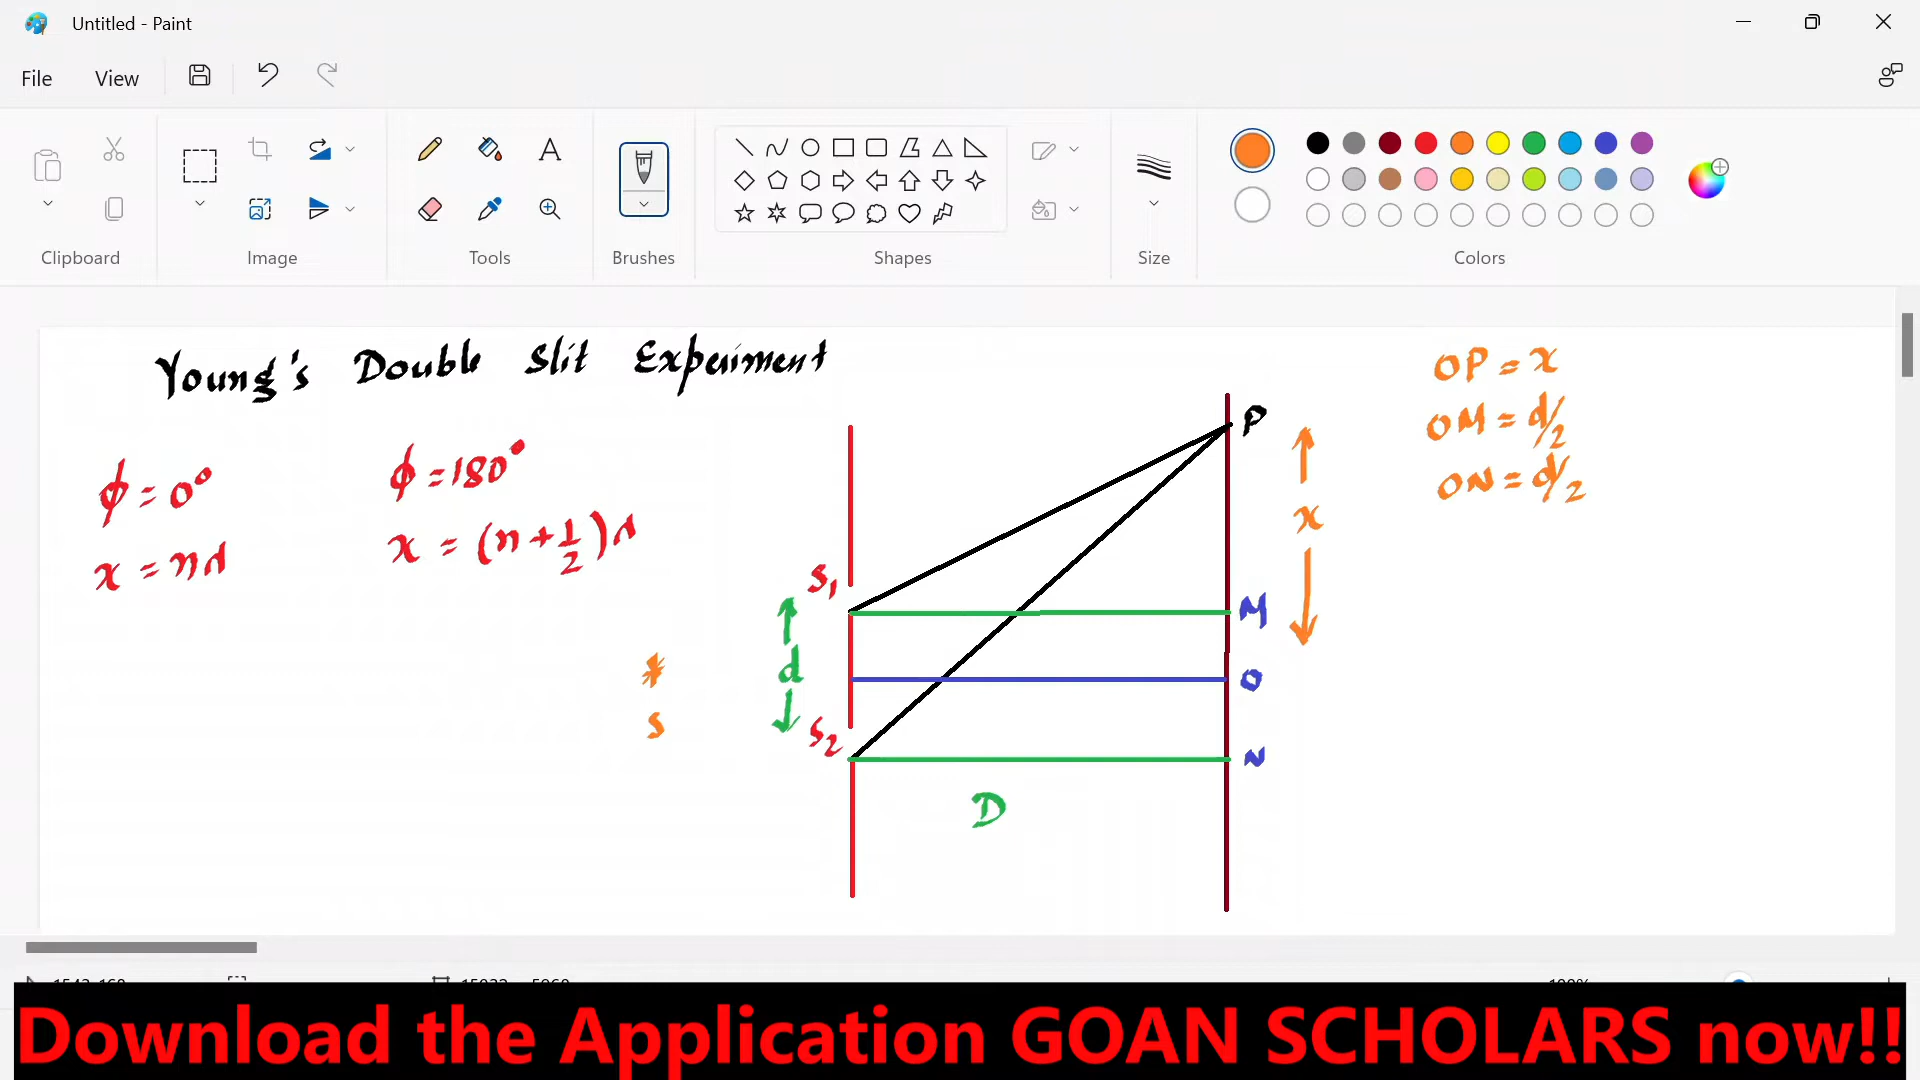 Untitled - Paint
File View
Clipboard
Image
Tools
Brushes
Shapes
Size
Colors
Young's Double Slit Experiment
ϕ = 0°
x = nλ
ϕ = 180°
x = (n + 1/2)λ
S1
d
S2
*
S
D
P
x
M
O
N
OP = x
OM = d/2
ON = d/2
Download the Application GOAN SCHOLARS now!!